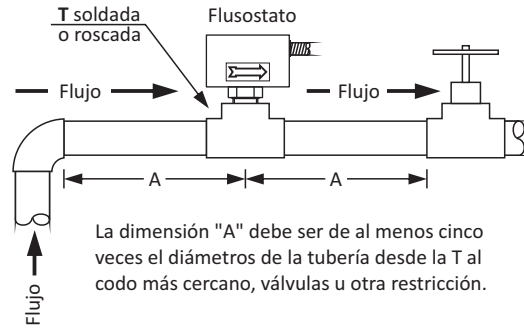 T soldada
o roscada
Flusostato
Flujo
Flujo
A
A
La dimensión "A" debe ser de al menos cinco
veces el diámetros de la tubería desde la T al
codo más cercano, válvulas u otra restricción.
Flujo